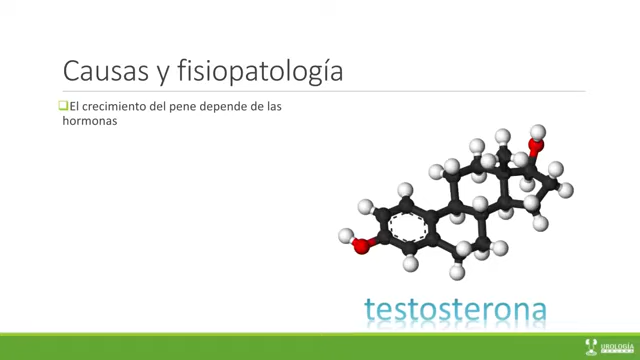 Causas y fisiopatología
El crecimiento del pene depende de las
hormonas
testosterona
UROLOGÍA